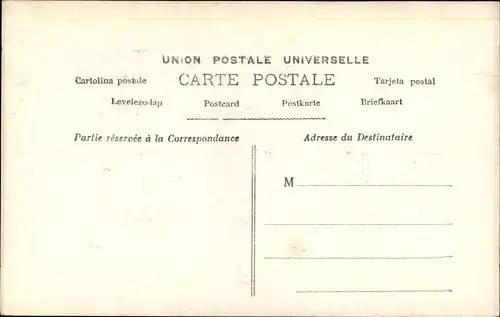 UNION POSTALE UNIVERSELLE
Cartolina postale CARTE POSTALE Tarjeta postal
Levelezo-lap Postcard Postkarte Briefkaart
Partie réservée à la Correspondance Adresse du Destinataire
M